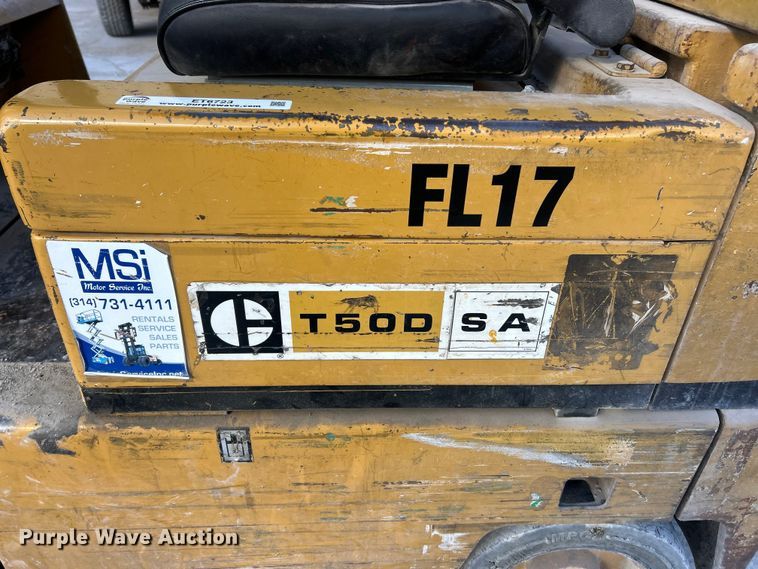 ET6723
www.purplewave.com
FL17
MSi
Motor Service Inc.
(314)731-4111
RENTALS
SERVICE
SALES
PARTS
T50D SA
Purple Wave Auction